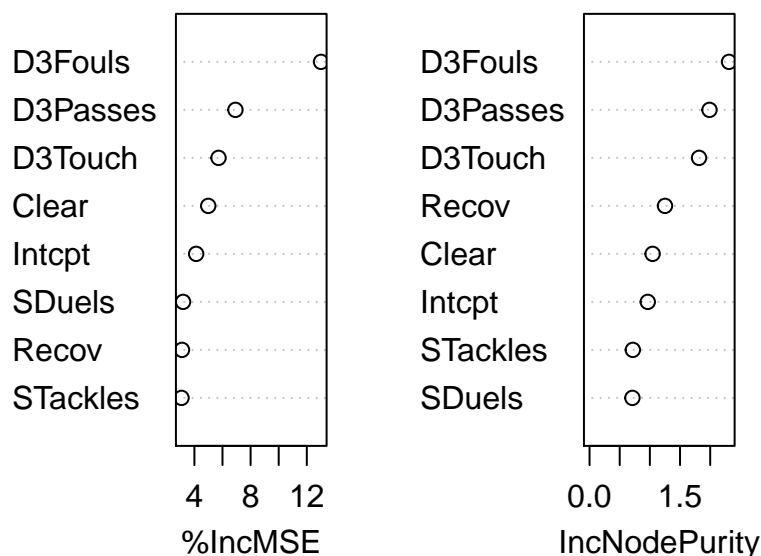 D3Fouls
D3Passes
D3Touch
Clear
Intcpt
SDuels
Recov
STackles
4 8 12
%IncMSE
D3Fouls
D3Passes
D3Touch
Recov
Clear
Intcpt
STackles
SDuels
0.0 1.5
IncNodePurity